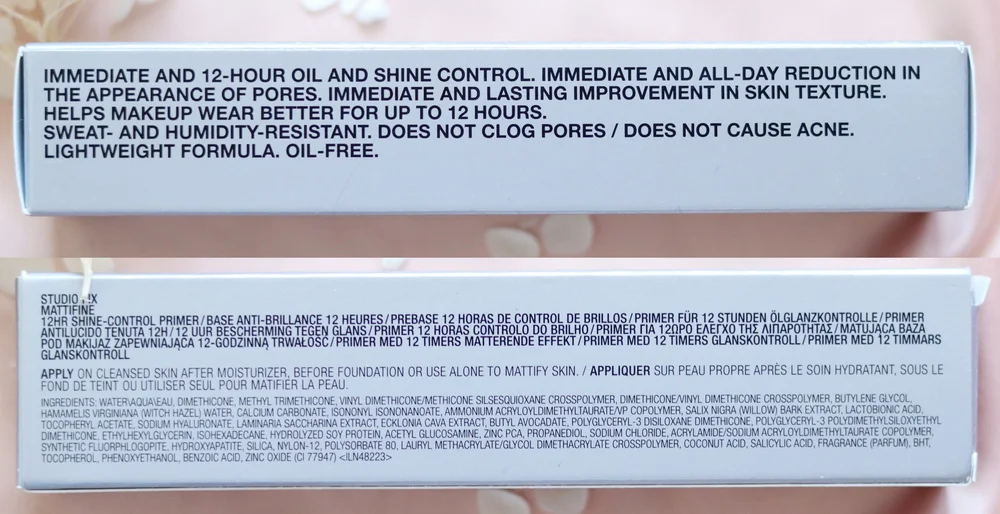 IMMEDIATE AND 12-HOUR OIL AND SHINE CONTROL. IMMEDIATE AND ALL-DAY REDUCTION IN
THE APPEARANCE OF PORES. IMMEDIATE AND LASTING IMPROVEMENT IN SKIN TEXTURE.
HELPS MAKEUP WEAR BETTER FOR UP TO 12 HOURS.
SWEAT- AND HUMIDITY-RESISTANT. DOES NOT CLOG PORES / DOES NOT CAUSE ACNE.
LIGHTWEIGHT FORMULA. OIL-FREE.
STUDIO
MATTIFINE
12HR SHINE-CONTROL PRIMER / BASE ANTI-BRILLANCE 12 HEURES / PREBASE 12 HORAS DE CONTROL DE BRILLOS / PRIMER FÜR 12 STUNDEN ÖLGLANZKONTROLLE / PRIMER
ANTILUCIDO TENUTA 12H / 12 UUR BESCHERMING TEGEN GLANS / PRIMER 12 HORAS CONTROLO DO BRILHO / PRIMER ΓΙΑ 12ΩΡΟ ΕΛΕΓΧΟ ΤΗΣ ΛΙΠΑΡΟΤΗΤΑΣ / MATUJĄCA BAZA
POD MAKIJAŻ ZAPEWNIAJĄCA 12-GODZINNĄ TRWAŁOŚĆ / PRIMER MED 12 TIMERS MATTERENDE EFFEKT / PRIMER MED 12 TIMERS GLANSKONTROLL / PRIMER MED 12 TIMMARS
GLANSKONTROLL
APPLY ON CLEANSED SKIN AFTER MOISTURIZER, BEFORE FOUNDATION OR USE ALONE TO MATTIFY SKIN. / APPLIQUER SUR PEAU PROPRE APRÈS LE SOIN HYDRATANT, SOUS LE
FOND DE TEINT OU UTILISER SEUL POUR MATIFIER LA PEAU.
INGREDIENTS: WATER\AQUA\EAU, DIMETHICONE, METHYL TRIMETHICONE, VINYL DIMETHICONE/METHICONE SILSESQUIOXANE CROSSPOLYMER, DIMETHICONE/VINYL DIMETHICONE CROSSPOLYMER, BUTYLENE GLYCOL,
HAMAMELIS VIRGINIANA (WITCH HAZEL) WATER, CALCIUM CARBONATE, ISONONYL ISONONANOATE, AMMONIUM ACRYLOYLDIMETHYLTAURATE/VP COPOLYMER, SALIX NIGRA (WILLOW) BARK EXTRACT, LACTOBIONIC ACID,
TOCOPHERYL ACETATE, SODIUM HYALURONATE, LAMINARIA SACCHARINA EXTRACT, ECKLONIA CAVA EXTRACT, BUTYL AVOCADATE, POLYGLYCERYL-3 DISILOXANE DIMETHICONE, POLYGLYCERYL-3 POLYDIMETHYLSILOXYETHYL
DIMETHICONE, ETHYLHEXYLGLYCERIN, ISOHEXADECANE, HYDROLYZED SOY PROTEIN, ACETYL GLUCOSAMINE, ZINC PCA, PROPANEDIOL, SODIUM CHLORIDE, ACRYLAMIDE/SODIUM ACRYLOYLDIMETHYLTAURATE COPOLYMER,
SYNTHETIC FLUORPHLOGOPITE, HYDROXYAPATITE, SILICA, NYLON-12, POLYSORBATE 80, LAURYL METHACRYLATE/GLYCOL DIMETHACRYLATE CROSSPOLYMER, COCONUT ACID, SALICYLIC ACID, FRAGRANCE (PARFUM), BHT,
TOCOPHEROL, PHENOXYETHANOL, BENZOIC ACID, ZINC OXIDE (CI 77947) <ILN48223>